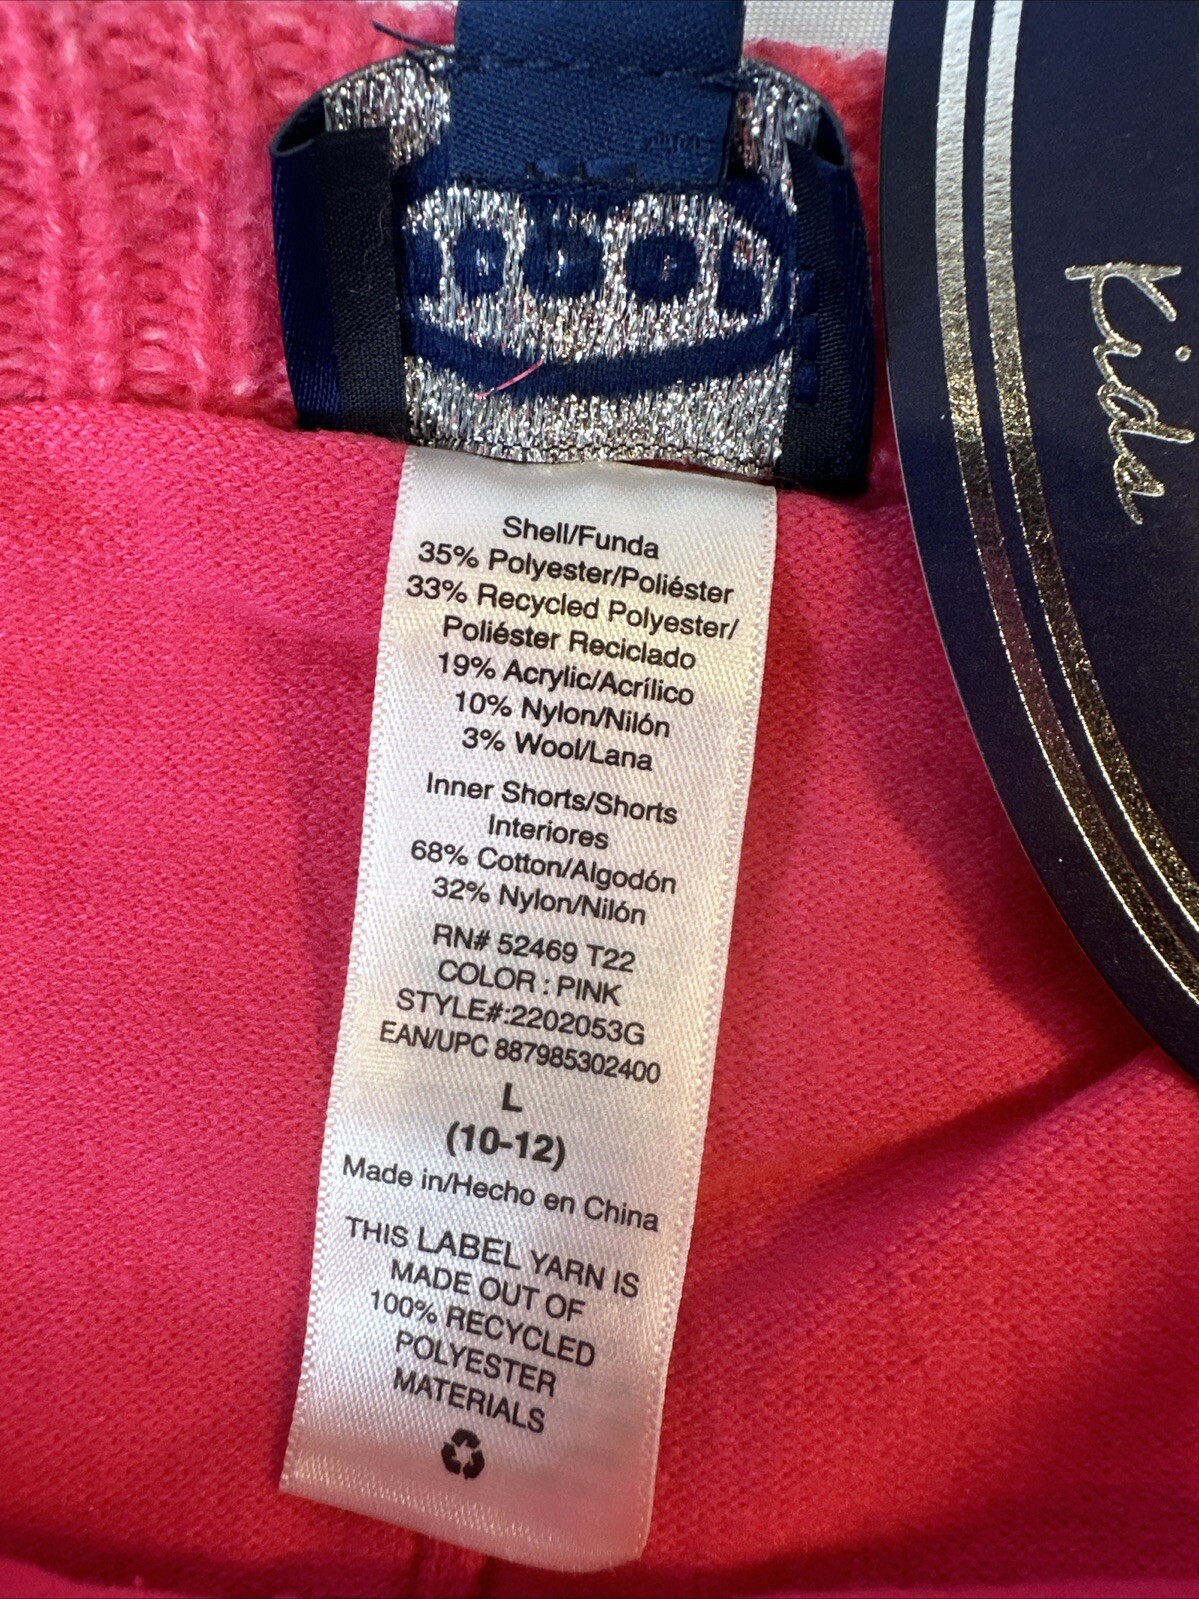 Kids
Shell/Funda
35% Polyester/Poliéster
33% Recycled Polyester/
Poliéster Reciclado
19% Acrylic/Acrílico
10% Nylon/Nilón
3% Wool/Lana
Inner Shorts/Shorts
Interiores
68% Cotton/Algodón
32% Nylon/Nilón
RN# 52469 T22
COLOR : PINK
STYLE#:2202053G
EAN/UPC 887985302400
L
(10-12)
Made in/Hecho en China
THIS LABEL YARN IS
MADE OUT OF
100% RECYCLED
POLYESTER
MATERIALS